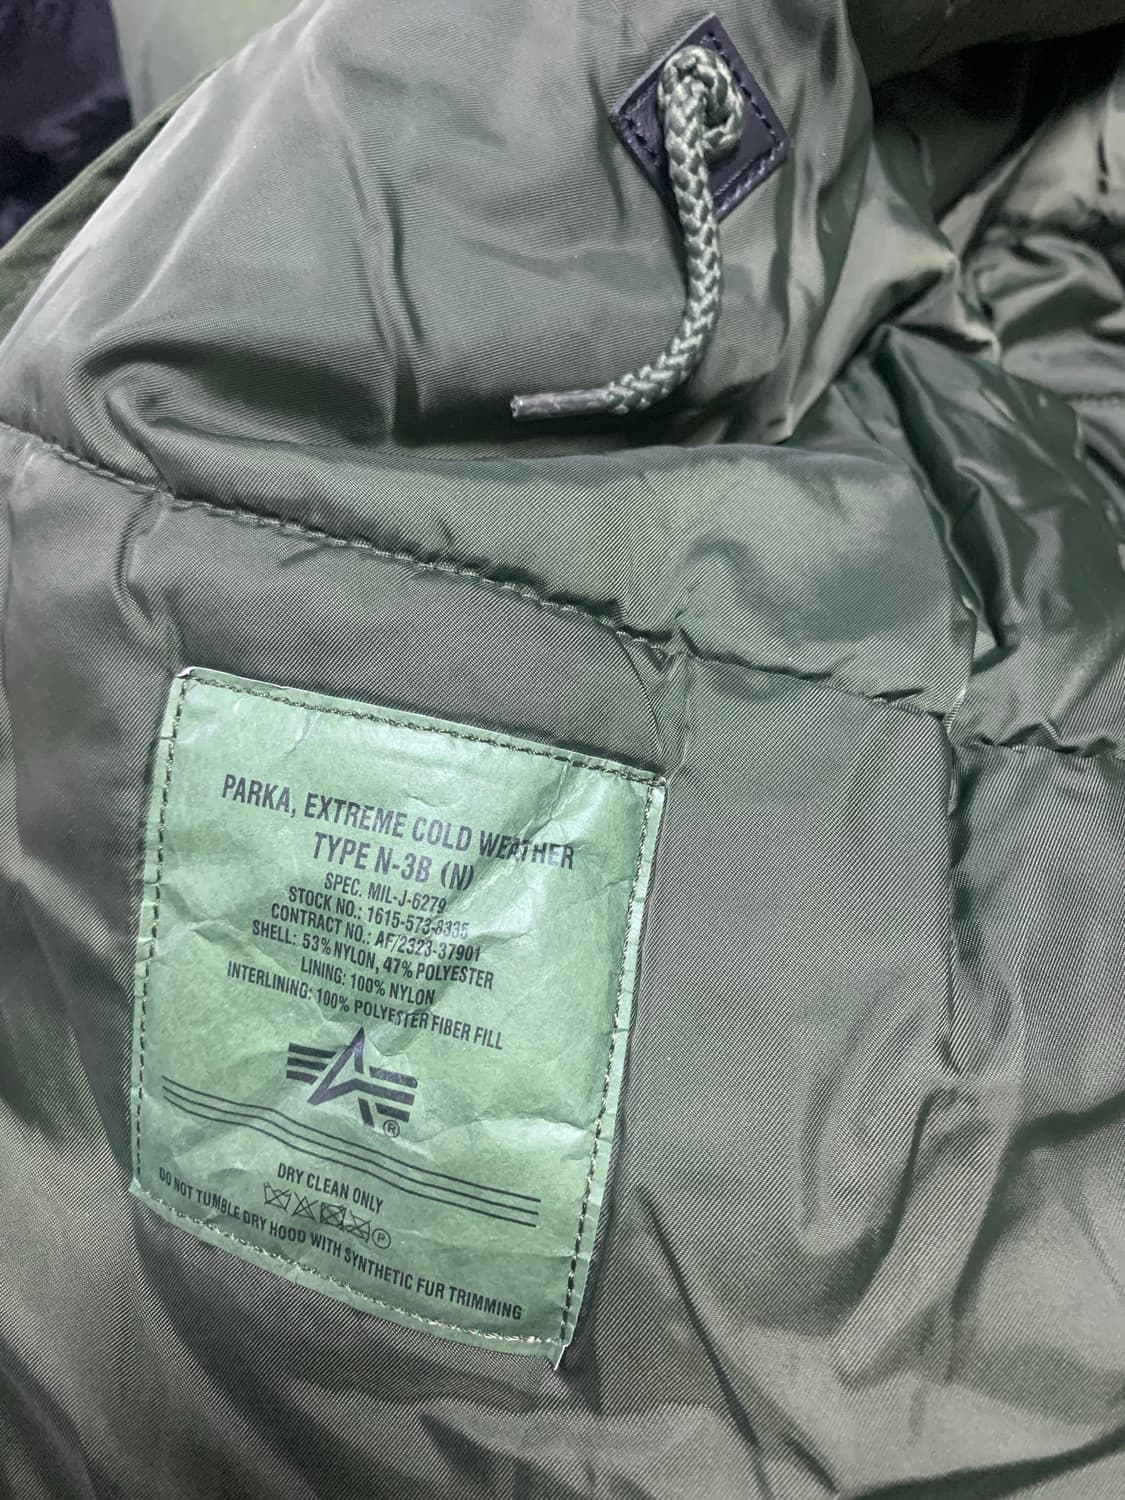 PARKA, EXTREME COLD WEATHER
TYPE N-3B (N)
SPEC. MIL-J-6279
STOCK NO.: 1615-573-8335
CONTRACT NO.: AF/2323-37901
SHELL: 53% NYLON, 47% POLYESTER
LINING: 100% NYLON
INTERLINING: 100% POLYESTER FIBER FILL
®
DRY CLEAN ONLY
P
DO NOT TUMBLE DRY HOOD WITH SYNTHETIC FUR TRIMMING